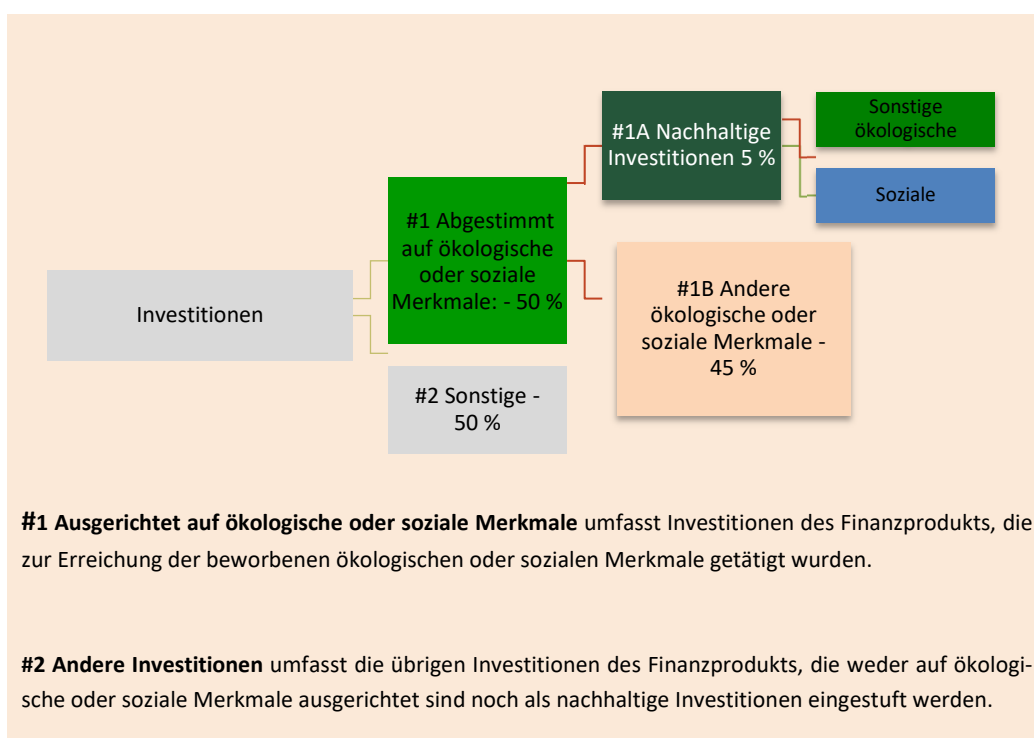 Investitionen
#1 Abgestimmt
auf ökologische
oder soziale
Merkmale: - 50 %
#2 Sonstige -
50 %
#1A Nachhaltige
Investitionen 5 %
#1B Andere
ökologische oder
soziale Merkmale -
45 %
Sonstige
ökologische
Soziale
#1 Ausgerichtet auf ökologische oder soziale Merkmale umfasst Investitionen des Finanzprodukts, die
zur Erreichung der beworbenen ökologischen oder sozialen Merkmale getätigt wurden.
#2 Andere Investitionen umfasst die übrigen Investitionen des Finanzprodukts, die weder auf ökologi-
sche oder soziale Merkmale ausgerichtet sind noch als nachhaltige Investitionen eingestuft werden.